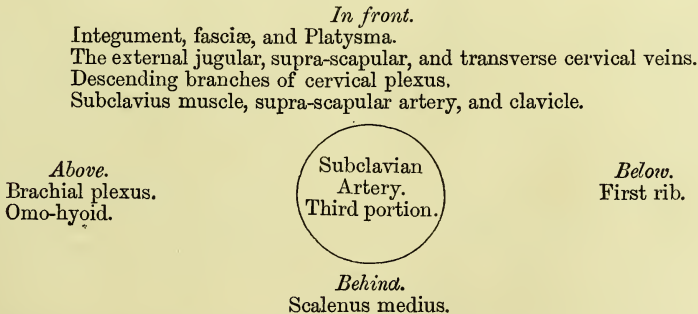 In front.
Integument, fasciæ, and Platysma.
The external jugular, supra-scapular, and transverse cervical veins.
Descending branches of cervical plexus.
Subclavius muscle, supra-scapular artery, and clavicle.
Above.
Brachial plexus.
Omo-hyoid.
Subclavian
Artery.
Third portion.
Below.
First rib.
Behind.
Scalenus medius.